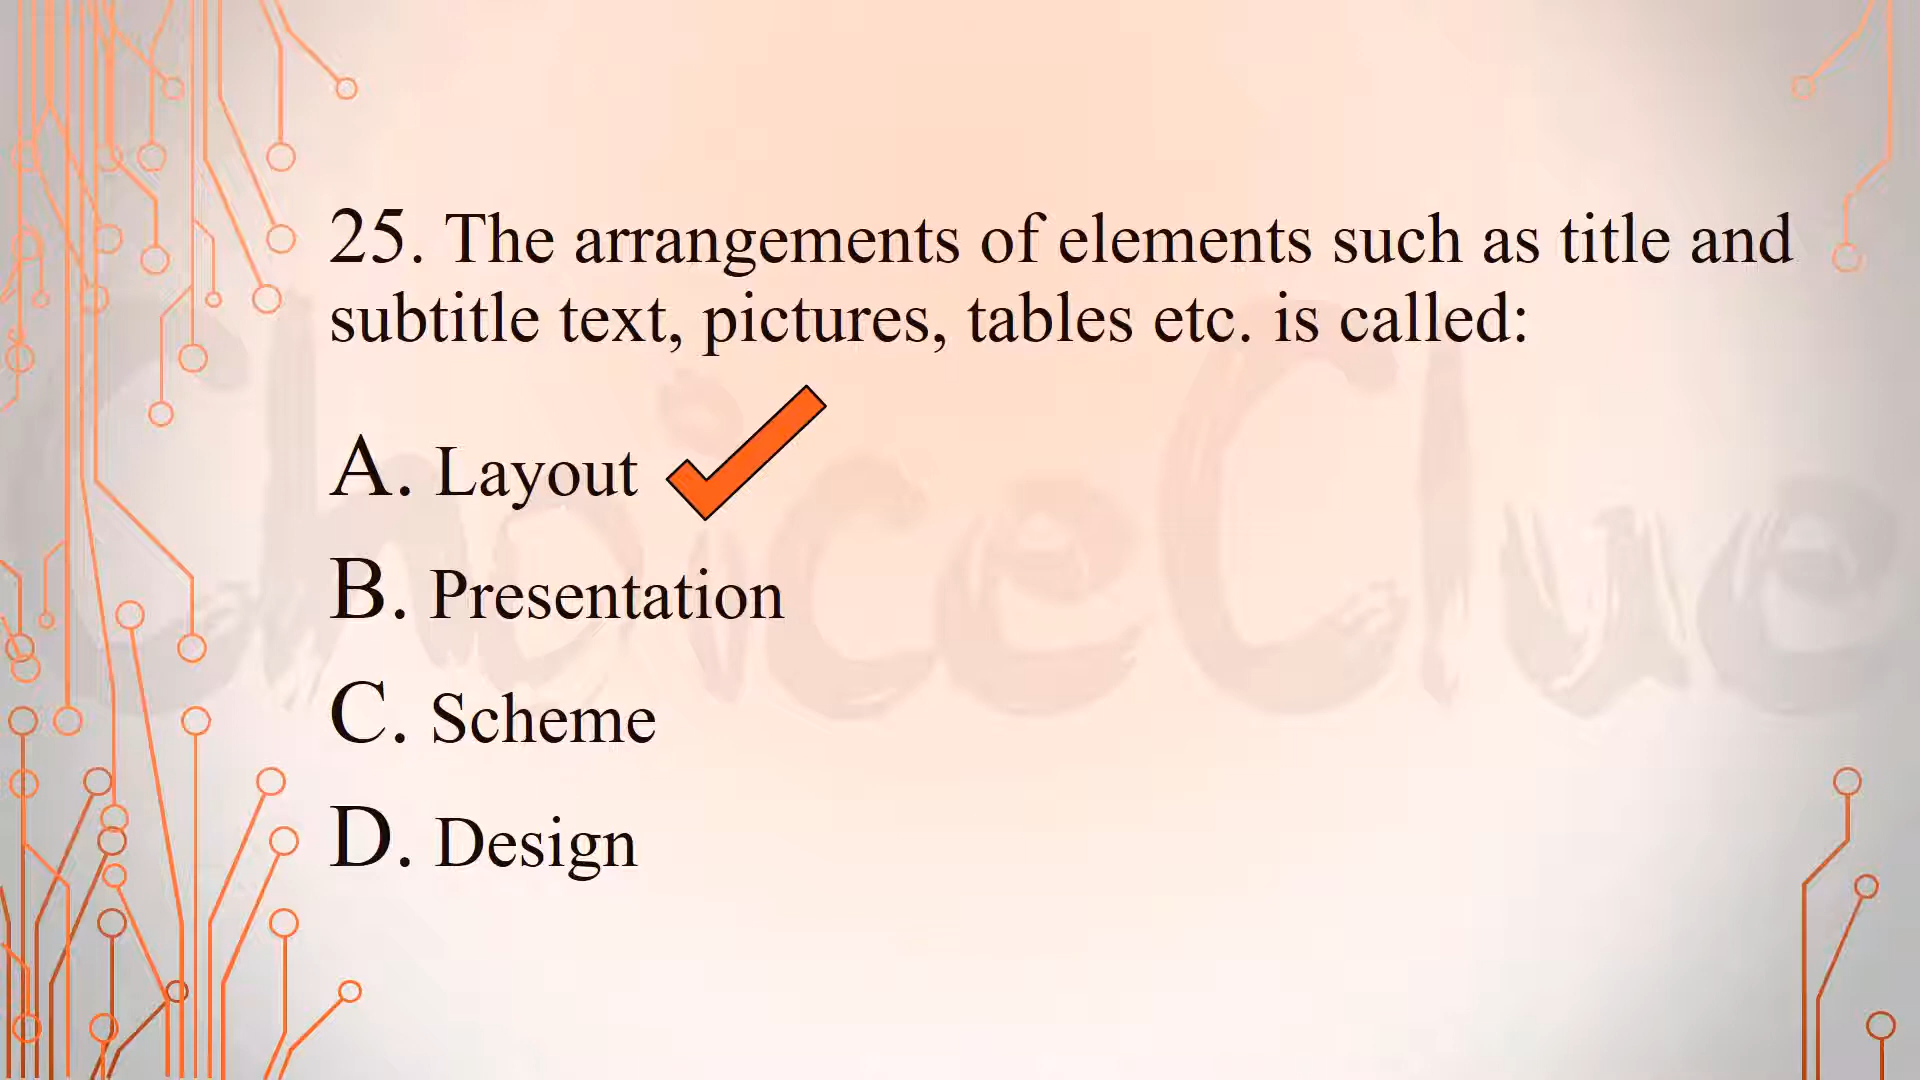 25. The arrangements of elements such as title and
subtitle text, pictures, tables etc. is called:
A. Layout
B. Presentation
C. Scheme
D. Design
ChoiceClue